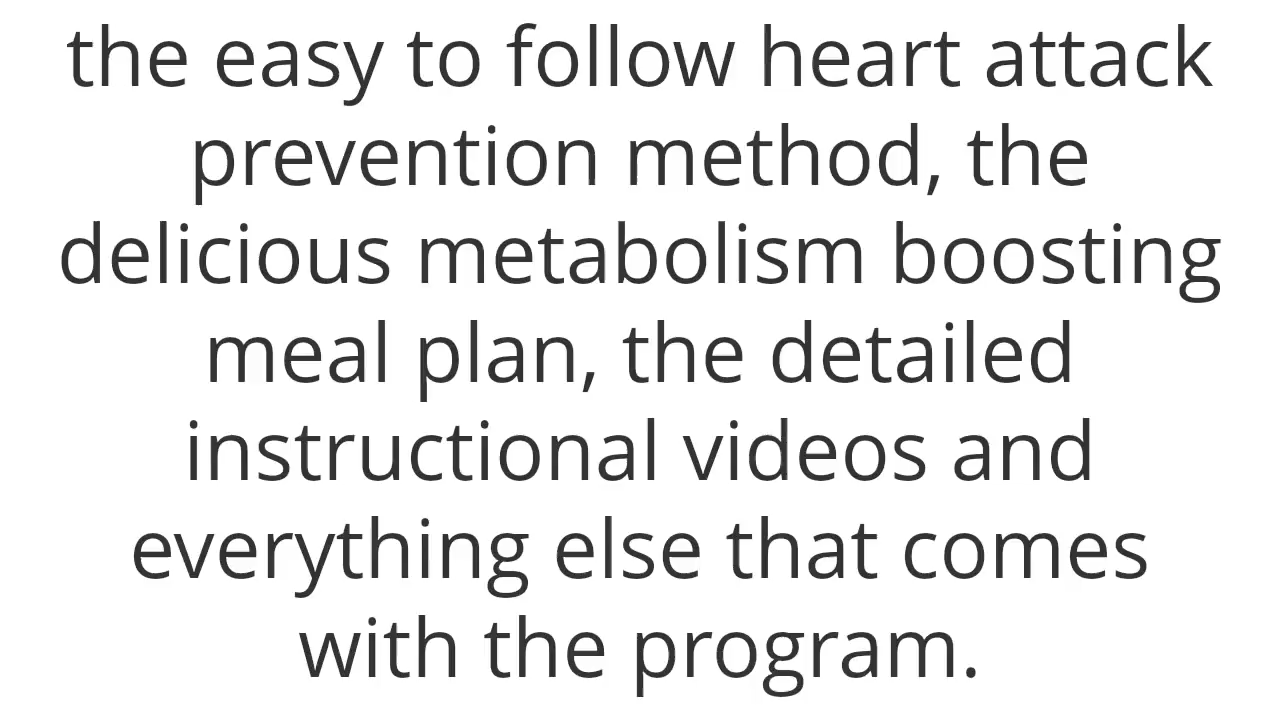 the easy to follow heart attack
prevention method, the
delicious metabolism boosting
meal plan, the detailed
instructional videos and
everything else that comes
with the program.